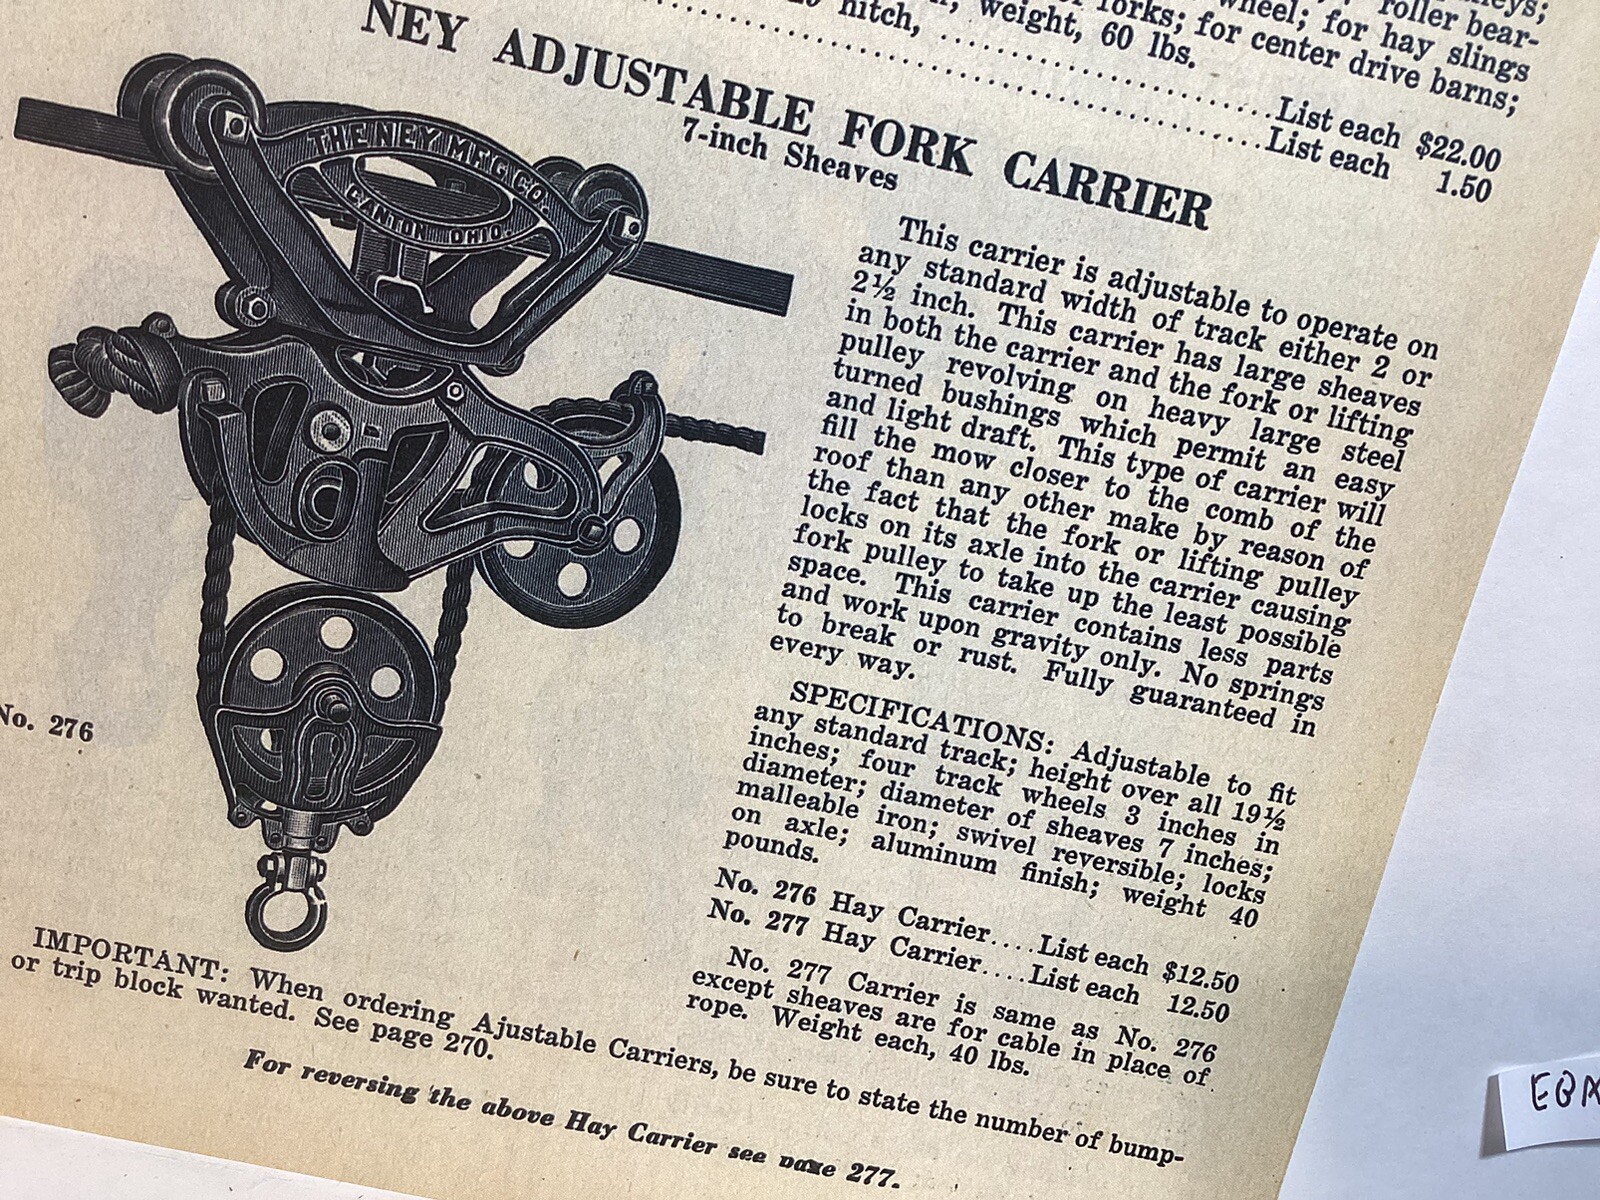 roller bear-
forks; for center drive barns;
hitch, weight, 60 lbs.
wheel; for hay slings
List each $22.00
List each 1.50
NEY ADJUSTABLE FORK CARRIER
7-inch Sheaves
THE NEY MFG. CO.
CANTON OHIO.
No. 276
This carrier is adjustable to operate on
any standard width of track either 2 or
2½ inch. This carrier has large sheaves
in both the carrier and the fork or lifting
pulley revolving on heavy large steel
turned bushings which permit an easy
and light draft. This type of carrier will
fill the mow closer to the comb of the
roof than any other make by reason of
the fact that the fork or lifting pulley
locks on its axle into the carrier causing
fork pulley to take up the least possible
space. This carrier contains less parts
and work upon gravity only. No springs
to break or rust. Fully guaranteed in
every way.
SPECIFICATIONS: Adjustable to fit
any standard track; height over all 19½
inches; four track wheels 3 inches in
diameter; diameter of sheaves 7 inches;
malleable iron; swivel reversible; locks
on axle; aluminum finish; weight 40
pounds.
No. 276 Hay Carrier....List each $12.50
No. 277 Hay Carrier....List each 12.50
No. 277 Carrier is same as No. 276
except sheaves are for cable in place of
rope. Weight each, 40 lbs.
IMPORTANT: When ordering Ajustable Carriers, be sure to state the number of bump-
or trip block wanted. See page 270.
For reversing the above Hay Carrier see page 277.